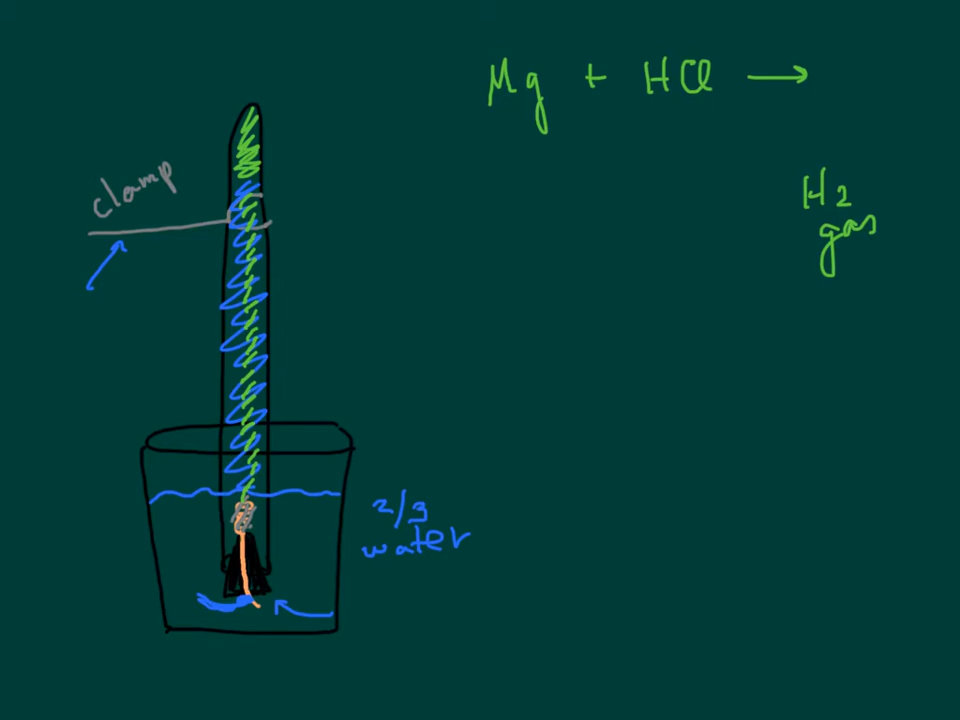 Mg + HCl →
clamp
H2
gas
2/3
water